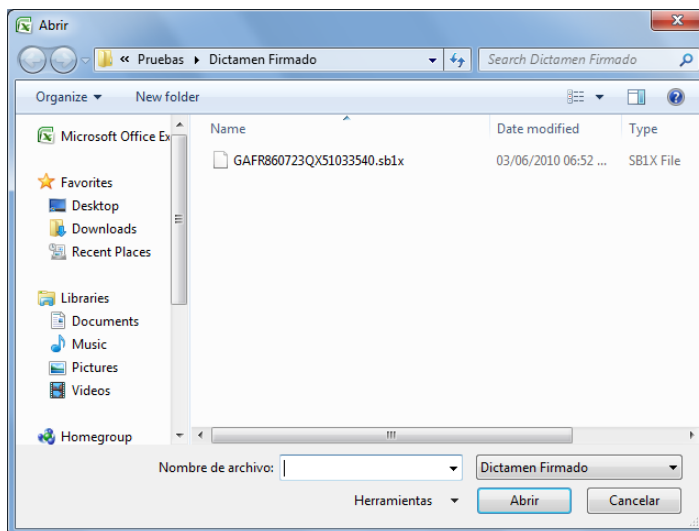 Abrir
« Pruebas ▸ Dictamen Firmado
Search Dictamen Firmado
Organize ▾ New folder
Microsoft Office Ex
Favorites
Desktop
Downloads
Recent Places
Libraries
Documents
Music
Pictures
Videos
Homegroup
Name Date modified Type
GAFR860723QX51033540.sb1x 03/06/2010 06:52 ... SB1X File
Nombre de archivo: Dictamen Firmado
Herramientas ▾ Abrir Cancelar